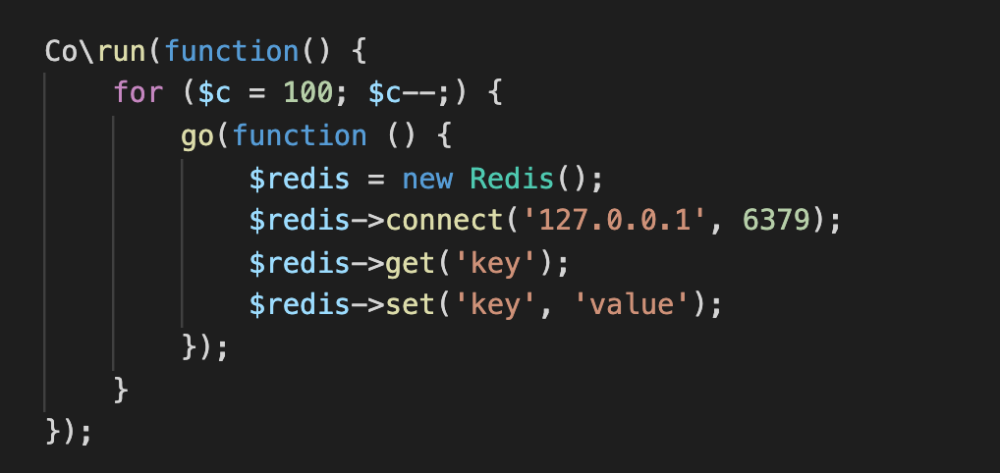 Co\run(function() {
    for ($c = 100; $c--;) {
        go(function () {
            $redis = new Redis();
            $redis->connect('127.0.0.1', 6379);
            $redis->get('key');
            $redis->set('key', 'value');
        });
    }
});